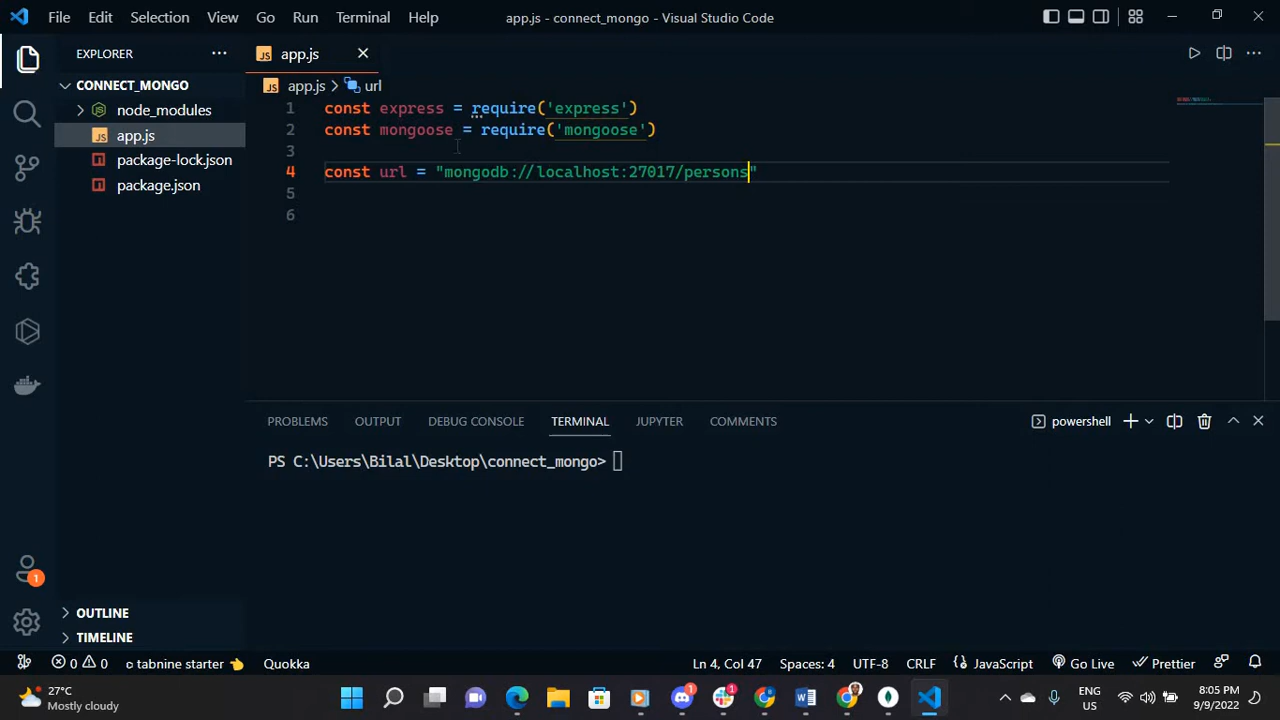 File Edit Selection View Go Run Terminal Help app.js - connect_mongo - Visual Studio Code
EXPLORER
app.js
CONNECT_MONGO
node_modules
app.js
package-lock.json
package.json
OUTLINE
TIMELINE
app.js > url
1 const express = require('express')
2 const mongoose = require('mongoose')
3
4 const url = "mongodb://localhost:27017/persons"
5
6
PROBLEMS OUTPUT DEBUG CONSOLE TERMINAL JUPYTER COMMENTS
powershell
PS C:\Users\Bilal\Desktop\connect_mongo>
1
0 0 tabnine starter Quokka Ln 4, Col 47 Spaces: 4 UTF-8 CRLF JavaScript Go Live Prettier
27°C
Mostly cloudy
1
ENG
US
8:05 PM
9/9/2022